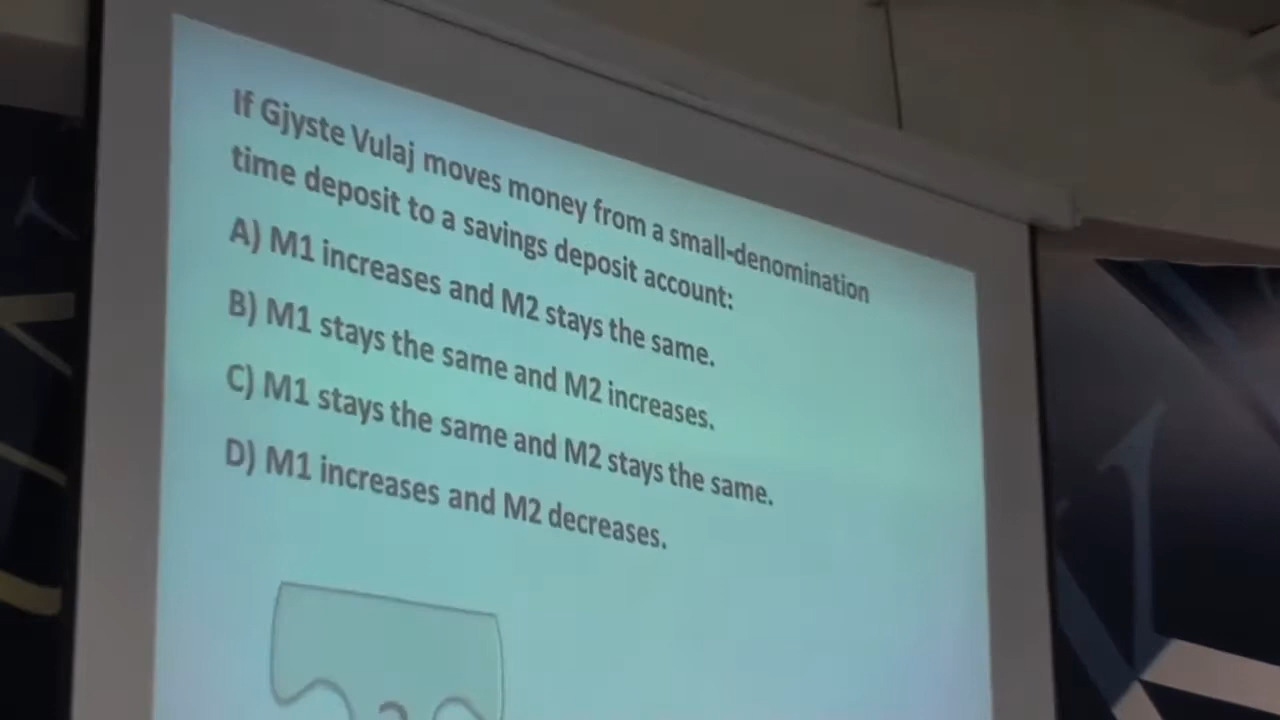 If Gjyste Vulaj moves money from a small-denomination
time deposit to a savings deposit account:
A) M1 increases and M2 stays the same.
B) M1 stays the same and M2 increases.
C) M1 stays the same and M2 stays the same.
D) M1 increases and M2 decreases.